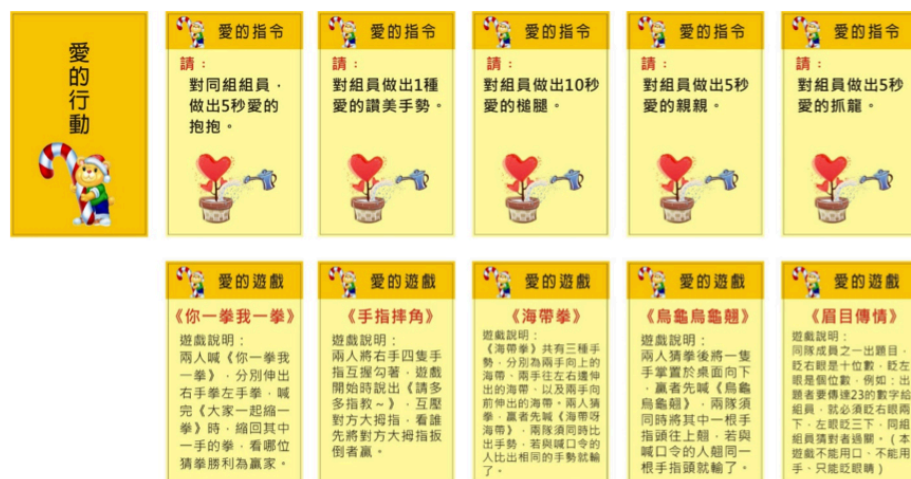 愛的行動
愛的指令
請：
對同組組員，
做出5秒愛的
抱抱。
愛的指令
請：
對組員做出1種
愛的讚美手勢。
愛的指令
請：
對組員做出10秒
愛的槌腿。
愛的指令
請：
對組員做出5秒
愛的親親。
愛的指令
請：
對組員做出5秒
愛的抓龍。
愛的遊戲
《你一拳我一拳》
遊戲說明：
兩人喊《你一拳我
一拳》，分別伸出
右手拳左手拳，喊
完《大家一起縮一
拳》時，縮回其中
一手的拳，看哪位
猜拳勝利為贏家。
愛的遊戲
《手指摔角》
遊戲說明：
兩人將右手四隻手
指互握勾著，遊戲
開始時說出《請多
多指教~》，互壓
對方大拇指，看誰
先將對方大拇指扳
倒者贏。
愛的遊戲
《海帶拳》
遊戲說明：
《海帶拳》共有三種手
勢，分別為兩手向上的
海帶、兩手往左右邊伸
出的海帶，以及兩手向
前伸出的海帶。兩人猜
拳，贏者先喊《海帶呀
海帶》，兩隊須同時比
出手勢，若與喊口令的
人比出相同的手勢就輸
了。
愛的遊戲
《烏龜烏龜翹》
遊戲說明：
兩人猜拳後將一隻
手掌置於桌面向下
，贏者先喊《烏龜
烏龜翹》，兩隊須
同時將其中一根手
指頭往上翹，若與
喊口令的人翹同一
根手指頭就輸了。
愛的遊戲
《眉目傳情》
遊戲說明：
同隊成員之一出題目，
眨右眼是十位數，眨左
眼是個位數，例如：出
題者要傳達23的數字給
組員，就必須眨右眼兩
下，左眼眨三下，同組
組員猜對者過關。（本
遊戲不能用口、不能用
手、只能眨眼睛）